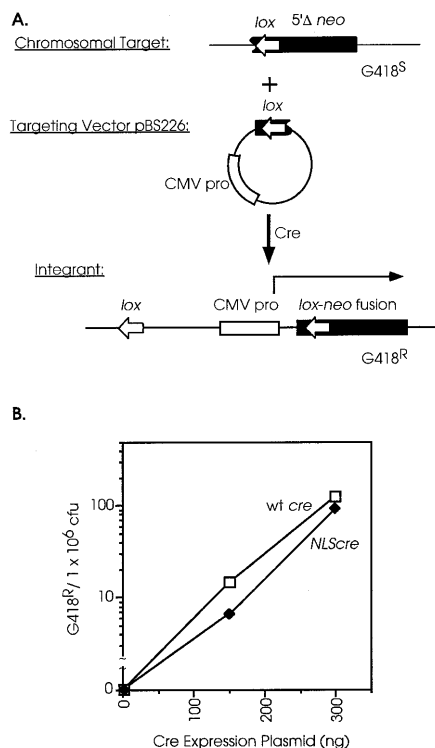 A.
lox 5'Δ neo
Chromosomal Target:
G418S
+
lox
Targeting Vector pBS226:
CMV pro
Cre
Integrant:
lox CMV pro lox-neo fusion
G418R
B.
G418R/ 1 x 106 cfu
100
10
0
≈
wt cre
NLScre
0 100 200 300
Cre Expression Plasmid (ng)